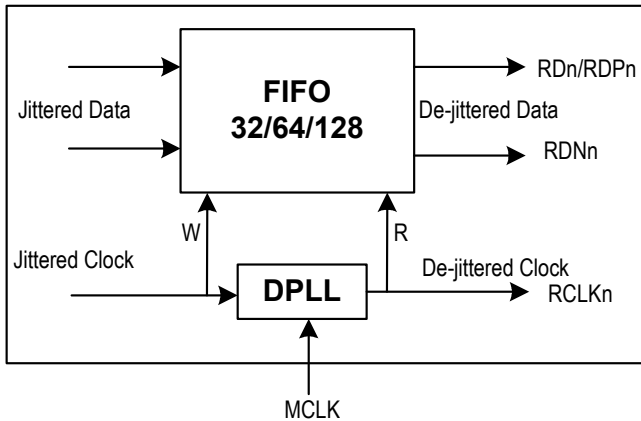 RDn/RDPn
FIFO
32/64/128
Jittered Data
De-jittered Data
RDNn
W
R
Jittered Clock
De-jittered Clock
DPLL
RCLKn
MCLK